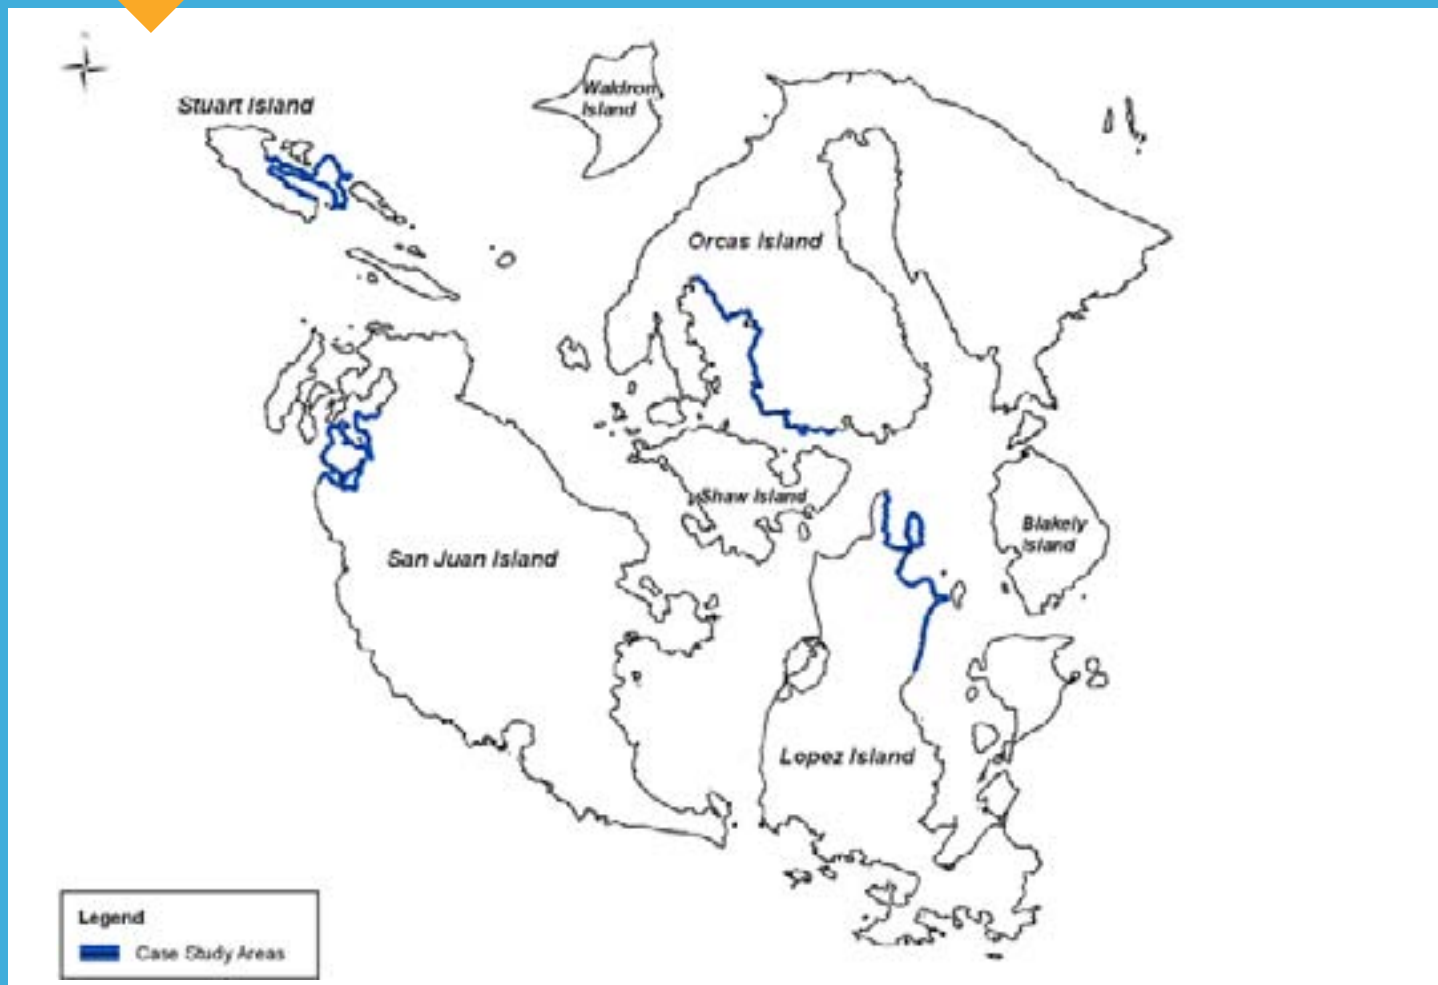 Stuart Island
Waldron
Island
Orcas Island
Shaw Island
San Juan Island
Blakely
Island
Lopez Island
Legend
Case Study Areas